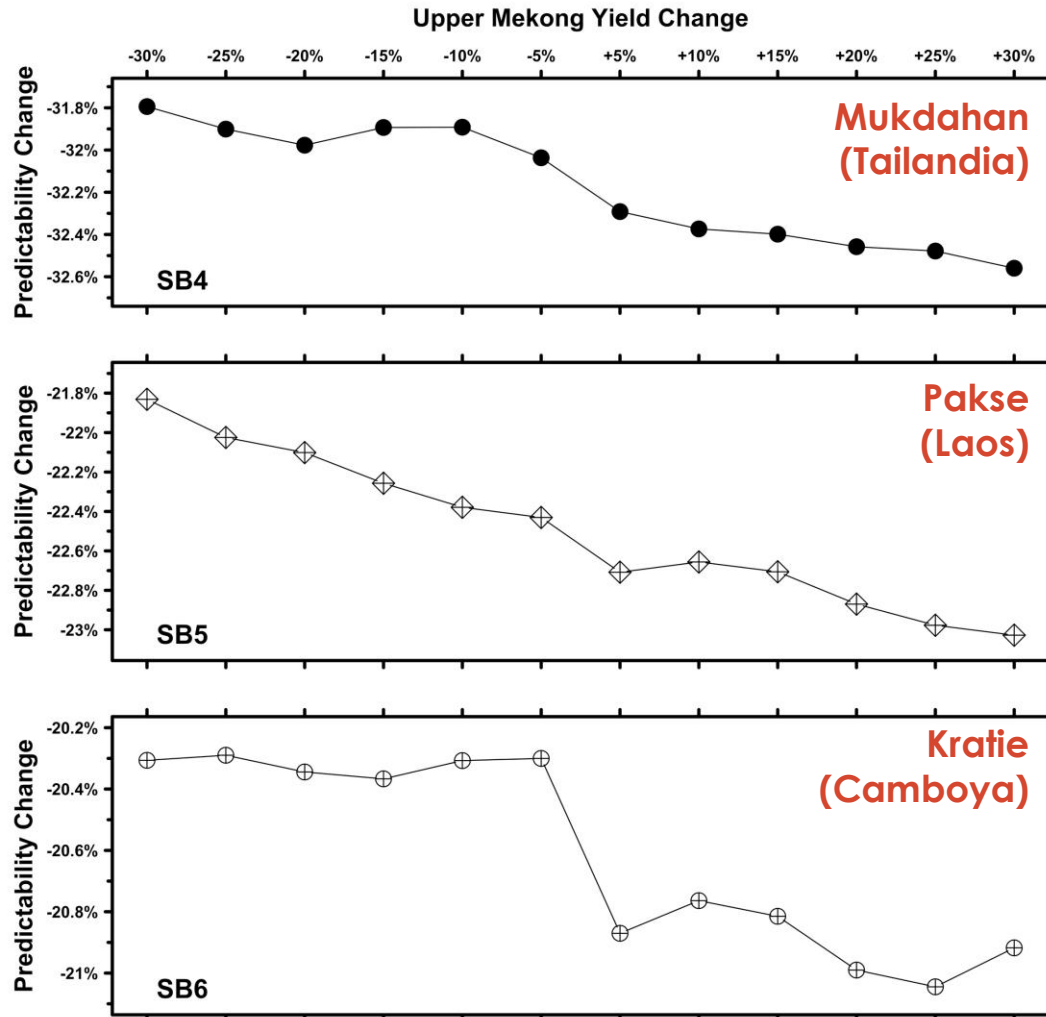 Upper Mekong Yield Change
-30% -25% -20% -15% -10% -5% +5% +10% +15% +20% +25% +30%
Predictability Change
-31.8%
-32%
-32.2%
-32.4%
-32.6%
Mukdahan
(Tailandia)
SB4
Predictability Change
-21.8%
-22%
-22.2%
-22.4%
-22.6%
-22.8%
-23%
Pakse
(Laos)
SB5
Predictability Change
-20.2%
-20.4%
-20.6%
-20.8%
-21%
Kratie
(Camboya)
SB6